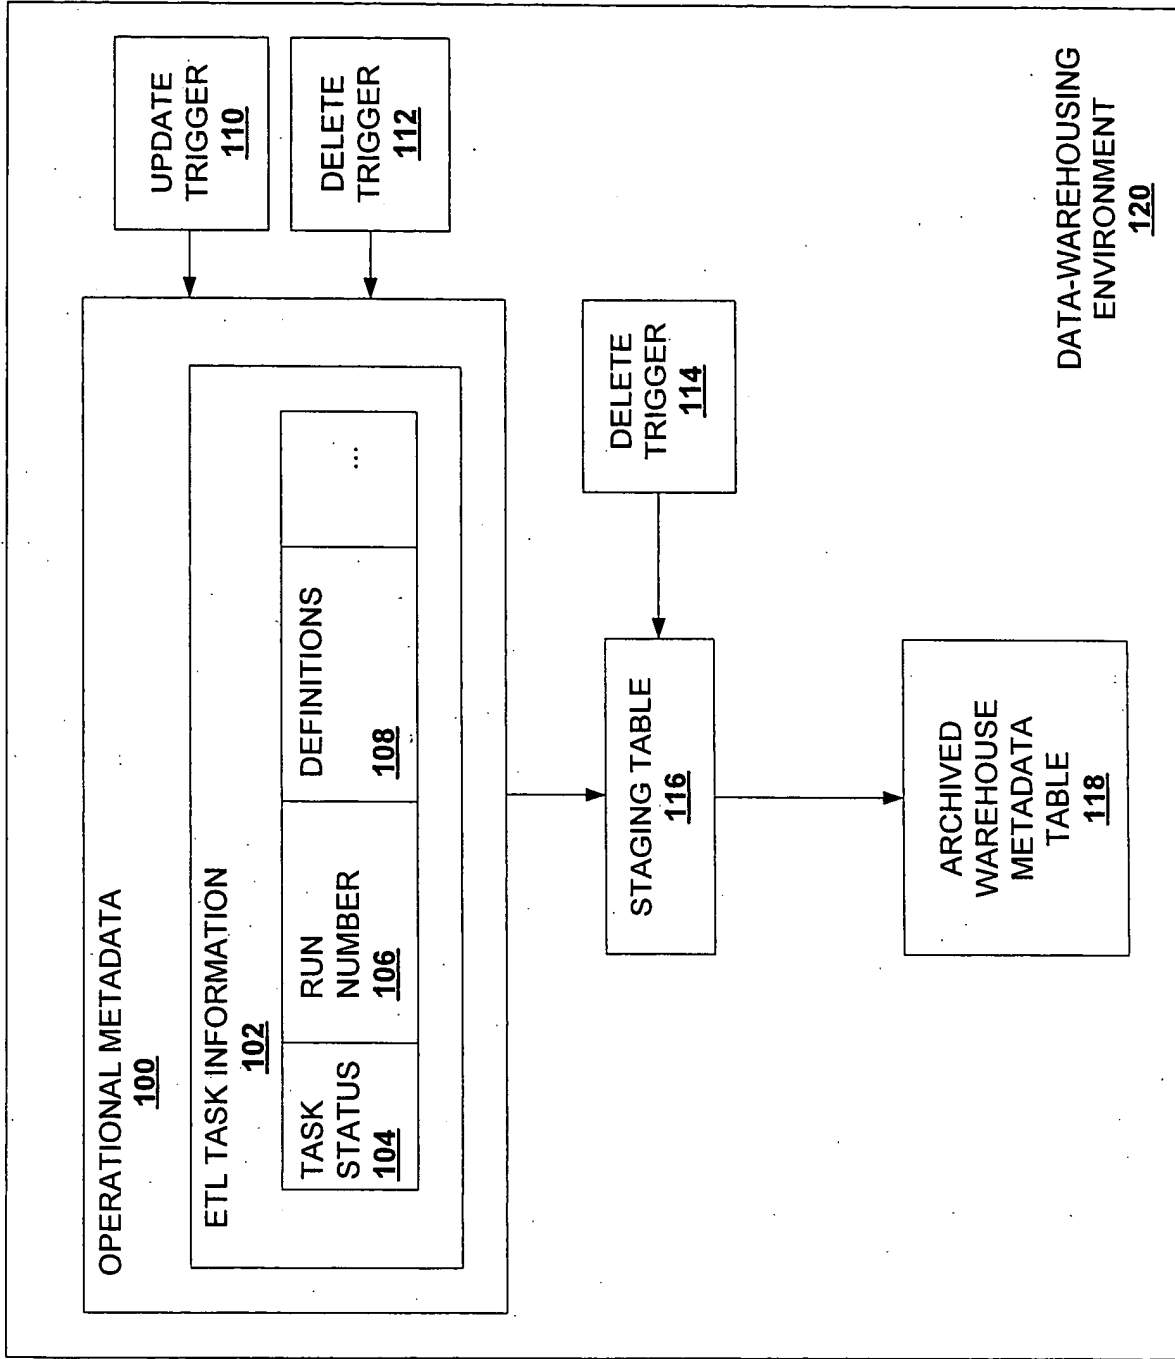 OPERATIONAL METADATA
100
ETL TASK INFORMATION
102
TASK
STATUS
104
RUN
NUMBER
106
DEFINITIONS
108
...
UPDATE
TRIGGER
110
DELETE
TRIGGER
112
STAGING TABLE
116
DELETE
TRIGGER
114
ARCHIVED
WAREHOUSE
METADATA
TABLE
118
DATA-WAREHOUSING
ENVIRONMENT
120